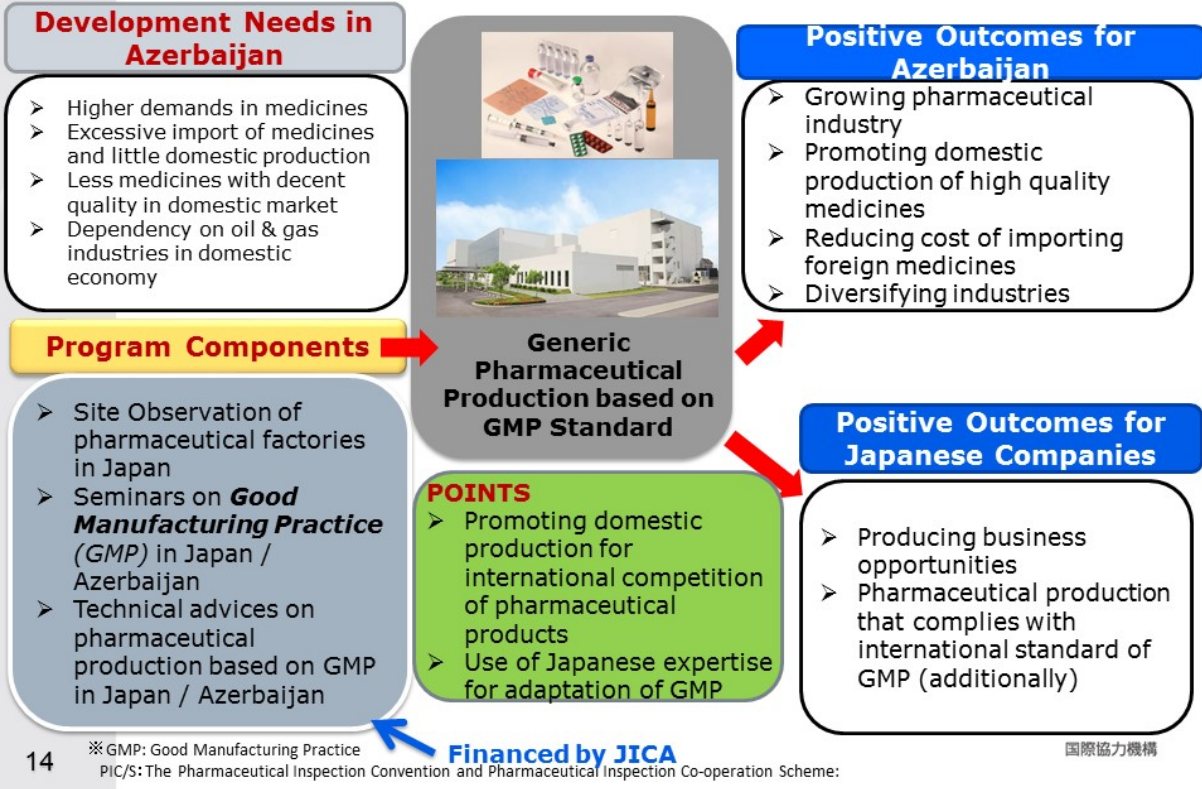 Development Needs in
Azerbaijan
➢ Higher demands in medicines
➢ Excessive import of medicines
and little domestic production
➢ Less medicines with decent
quality in domestic market
➢ Dependency on oil & gas
industries in domestic
economy
Program Components
➢ Site Observation of
pharmaceutical factories
in Japan
➢ Seminars on Good
Manufacturing Practice
(GMP) in Japan /
Azerbaijan
➢ Technical advices on
pharmaceutical
production based on GMP
in Japan / Azerbaijan
Generic
Pharmaceutical
Production based on
GMP Standard
POINTS
➢ Promoting domestic
production for
international competition
of pharmaceutical
products
➢ Use of Japanese expertise
for adaptation of GMP
Positive Outcomes for
Azerbaijan
➢ Growing pharmaceutical
industry
➢ Promoting domestic
production of high quality
medicines
➢ Reducing cost of importing
foreign medicines
➢ Diversifying industries
Positive Outcomes for
Japanese Companies
➢ Producing business
opportunities
➢ Pharmaceutical production
that complies with
international standard of
GMP (additionally)
Financed by JICA
14
※GMP: Good Manufacturing Practice
PIC/S: The Pharmaceutical Inspection Convention and Pharmaceutical Inspection Co-operation Scheme:
国際協力機構